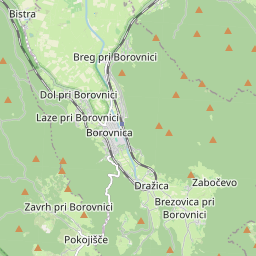 Bistra
Breg pri Borovnici
Dol pri Borovnici
Laze pri Borovnici
Borovnica
Dražica
Zabočevo
Brezovica pri
Borovnici
Zavrh pri Borovnici
Pokojišče